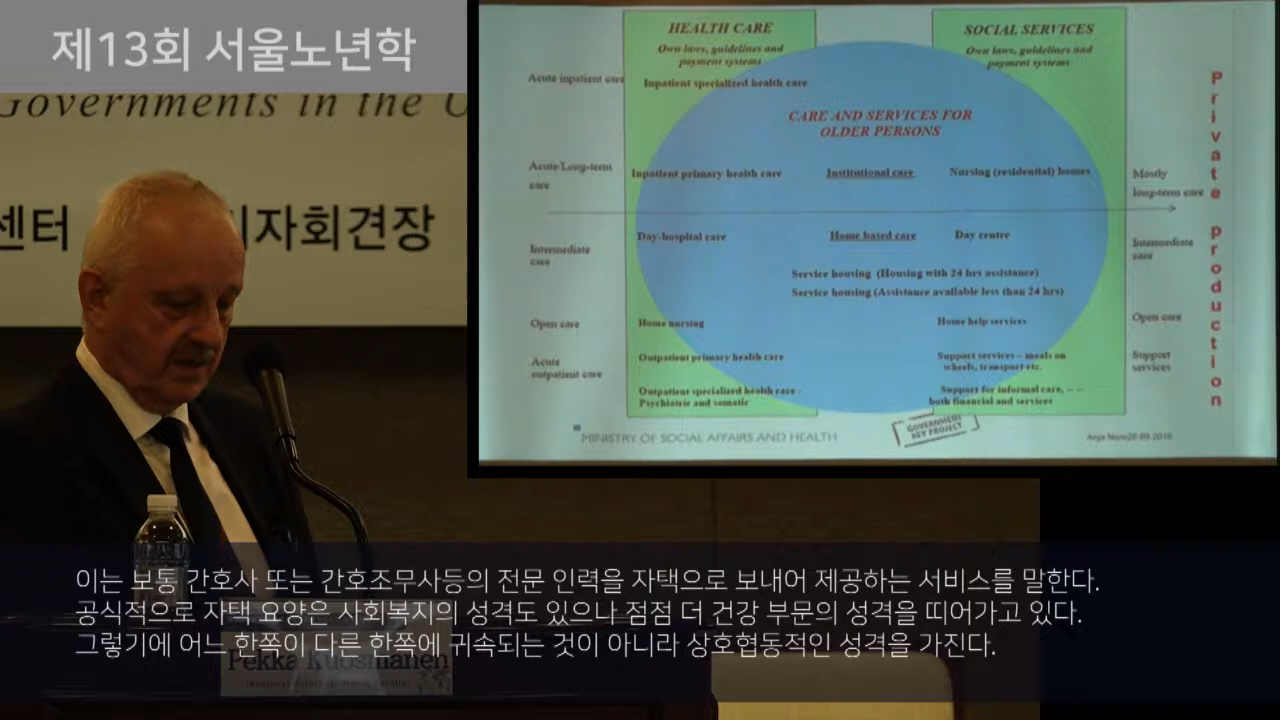 제13회 서울노년학
Governments in the U
센터
자회견장
HEALTH CARE
Own laws, guidelines and
payment systems
SOCIAL SERVICES
Own laws, guidelines and
payment systems
Acute inpatient care
Inpatient specialized health care
CARE AND SERVICES FOR
OLDER PERSONS
Acute/Long-term
care
Inpatient primary health care
Institutional care
Nursing (residential) homes
Mostly
long-term care
Intermediate
care
Day-hospital care
Home based care
Day centre
Intermediate
care
Service housing (Housing with 24 hrs assistance)
Service housing (Assistance available less than 24 hrs)
Open care
Home nursing
Home help services
Open care
Acute
outpatient care
Outpatient primary health care
Support services – meals on
wheels, transport etc.
Support
services
Outpatient specialized health care -
Psychiatric and somatic
Support for informal care, – –
both financial and services
Private production
MINISTRY OF SOCIAL AFFAIRS AND HEALTH
GOVERNMENT
KEY PROJECT
이는 보통 간호사 또는 간호조무사등의 전문 인력을 자택으로 보내어 제공하는 서비스를 말한다.
공식적으로 자택 요양은 사회복지의 성격도 있으나 점점 더 건강 부문의 성격을 띠어가고 있다.
그렇기에 어느 한쪽이 다른 한쪽에 귀속되는 것이 아니라 상호협동적인 성격을 가진다.
Pekka Kuosmanen